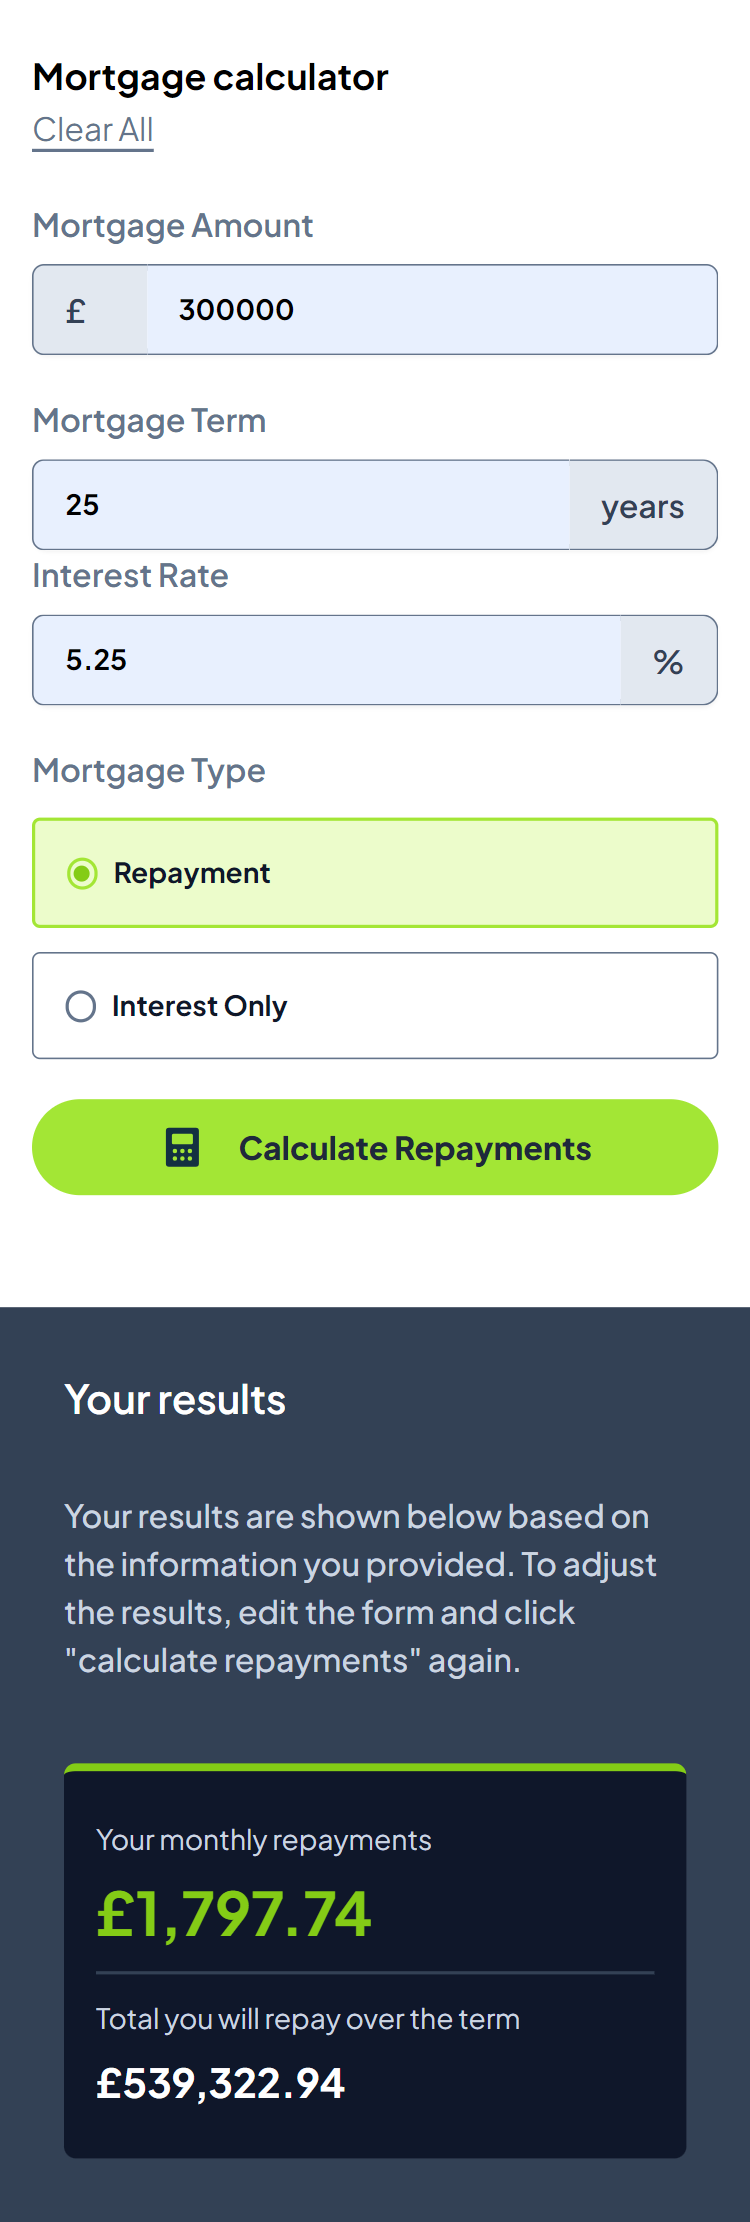 Mortgage calculator
Clear All
Mortgage Amount
£ 300000
Mortgage Term
25 years
Interest Rate
5.25 %
Mortgage Type
Repayment
Interest Only
Calculate Repayments
Your results
Your results are shown below based on
the information you provided. To adjust
the results, edit the form and click
"calculate repayments" again.
Your monthly repayments
£1,797.74
Total you will repay over the term
£539,322.94